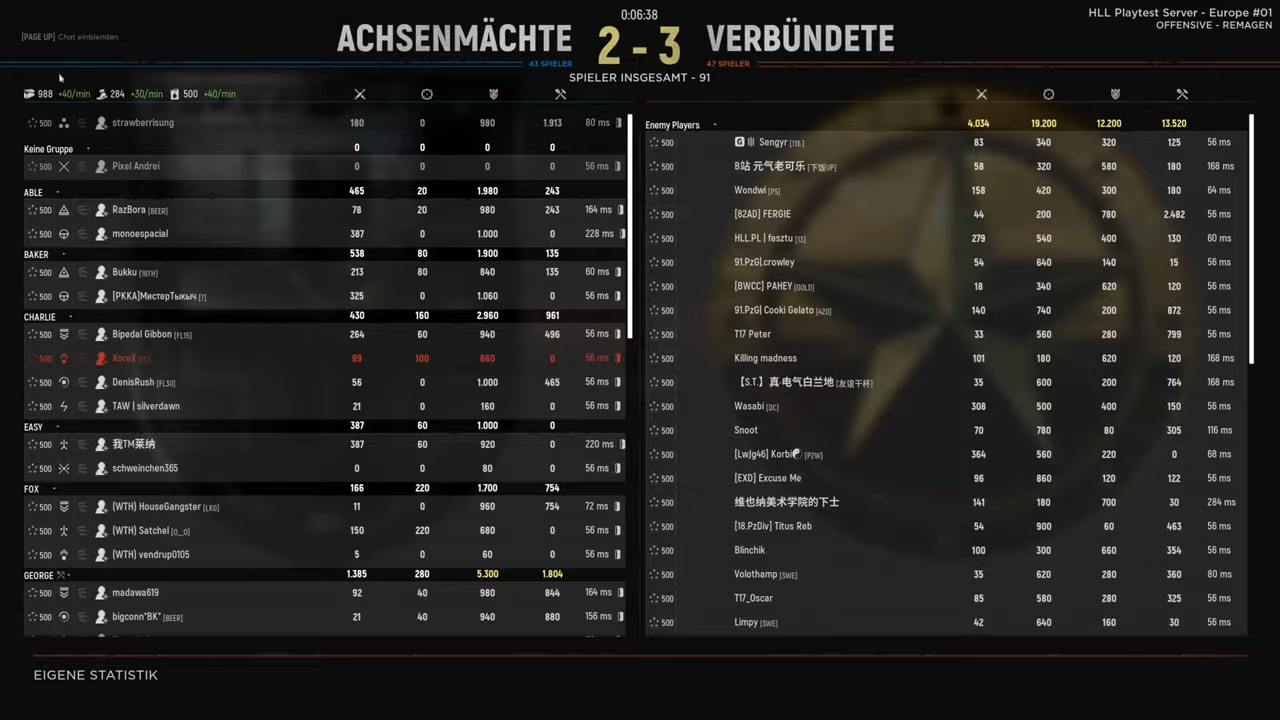 0:06:38
HLL Playtest Server - Europe #01
OFFENSIVE - REMAGEN
[PAGE UP] Chat einblenden
ACHSENMÄCHTE 2 - 3 VERBÜNDETE
43 SPIELER 47 SPIELER
SPIELER INSGESAMT - 91
988 +40/min 284 +30/min 500 +40/min
500 strawberrisung 180 0 980 1.913 80 ms
Keine Gruppe 0 0 0 0
500 Pixel Andrei 0 0 0 0 56 ms
ABLE 465 20 1.980 243
500 RazBora [BEER] 78 20 980 243 164 ms
500 monoespacial 387 0 1.000 0 228 ms
BAKER 538 80 1.900 135
500 Bukku [16TH] 213 80 840 135 60 ms
500 [PKKA]МистерТыкыч [7] 325 0 1.060 0 56 ms
CHARLIE 430 160 2.960 961
500 Bipedal Gibbon [FL15] 264 60 940 496 56 ms
500 XoreX [TC] 89 100 860 0 56 ms
500 DenisRush [FL30] 56 0 1.000 465 56 ms
500 TAW | silverdawn 21 0 160 0 56 ms
EASY 387 60 1.000 0
500 我TM莱纳 387 60 920 0 220 ms
500 schweinchen365 0 0 80 0 56 ms
FOX 166 220 1.700 754
500 (WTH) HouseGangster [LKG] 11 0 960 754 72 ms
500 (WTH) Satchel [O_O] 150 220 680 0 56 ms
500 (WTH) vendrup0105 5 0 60 0 56 ms
GEORGE 1.385 280 5.300 1.804
500 madawa619 92 40 980 844 164 ms
500 bigconn*BK* [BEER] 21 40 940 880 156 ms
Enemy Players 4.034 19.200 12.200 13.520
500 G Sengyr [116.] 83 340 320 125 56 ms
500 B站 元气老可乐 [下饭UP] 58 320 580 180 168 ms
500 Wondwi [PS] 158 420 300 180 64 ms
500 [82AD] FERGIE 44 200 780 2.482 56 ms
500 HLL.PL | fesztu [13] 279 540 400 130 60 ms
500 91.PzG|.crowley 54 640 140 15 56 ms
500 [BWCC] PAHEY [GOLD] 18 340 620 120 56 ms
500 91.PzG| Cooki Gelato [420] 140 740 200 872 56 ms
500 T17 Peter 33 560 280 799 56 ms
500 Killing madness 101 180 620 120 168 ms
500 【S.T.】真·电气白兰地 [友谊干杯] 35 600 200 764 168 ms
500 Wasabi [DC] 308 500 400 150 56 ms
500 Snoot 70 780 80 305 116 ms
500 [LwJg46] Korbi☯ [P2W] 364 560 220 0 68 ms
500 [EXD] Excuse Me 96 860 120 122 56 ms
500 维也纳美术学院的下士 141 180 700 30 284 ms
500 [18.PzDiv] Titus Reb 54 900 60 463 56 ms
500 Blinchik 100 300 660 354 56 ms
500 Volothamp [SWE] 35 620 280 360 80 ms
500 T17_Oscar 85 580 280 325 56 ms
500 Limpy [SWE] 42 640 160 30 56 ms
EIGENE STATISTIK